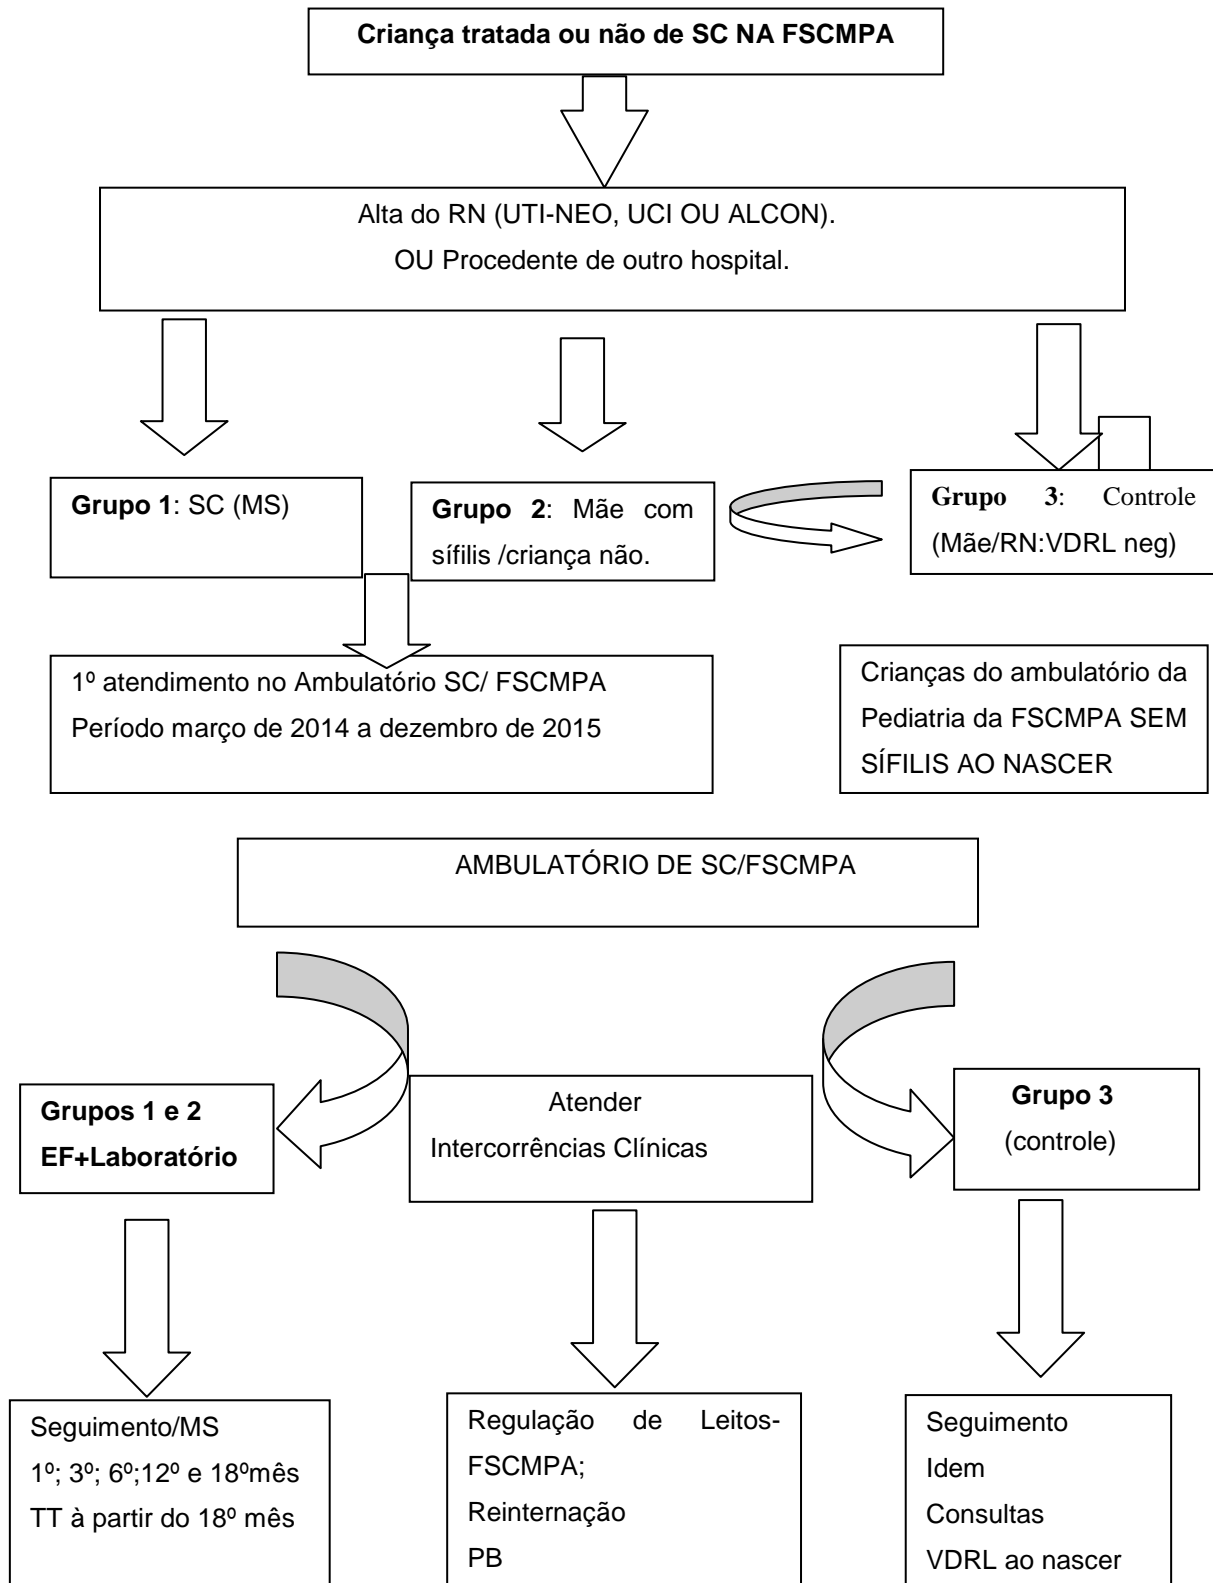 Criança tratada ou não de SC NA FSCMPA
Alta do RN (UTI-NEO, UCI OU ALCON).
OU Procedente de outro hospital.
Grupo 1: SC (MS)
Grupo 2: Mãe com
sífilis /criança não.
Grupo 3: Controle
(Mãe/RN:VDRL neg)
1º atendimento no Ambulatório SC/ FSCMPA
Período março de 2014 a dezembro de 2015
Crianças do ambulatório da
Pediatria da FSCMPA SEM
SÍFILIS AO NASCER
AMBULATÓRIO DE SC/FSCMPA
Grupos 1 e 2
EF+Laboratório
Atender
Intercorrências Clínicas
Grupo 3
(controle)
Seguimento/MS
1º; 3º; 6º;12º e 18ºmês
TT à partir do 18º mês
Regulação de Leitos-
FSCMPA;
Reinternação
PB
Seguimento
Idem
Consultas
VDRL ao nascer